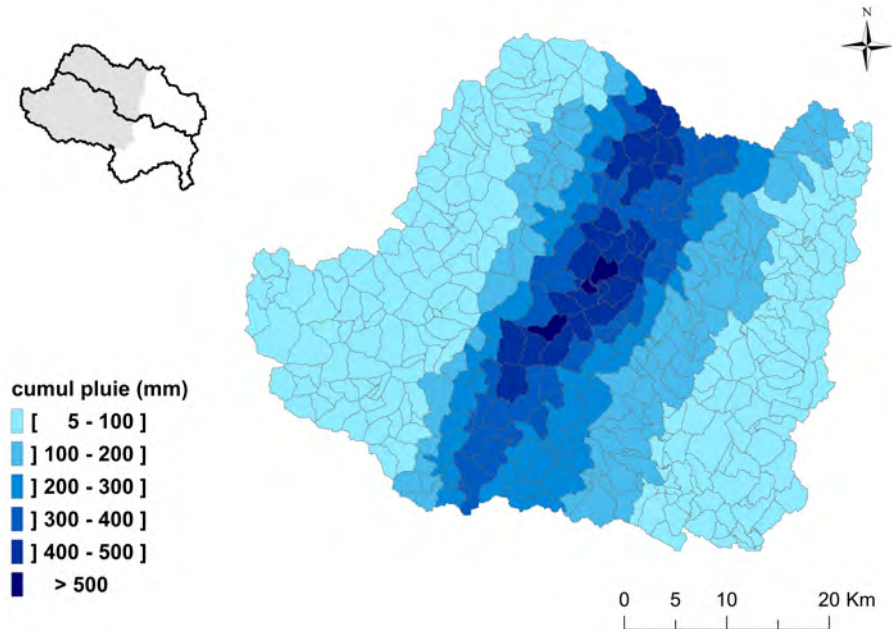 N
cumul pluie (mm)
[ 5 - 100 ]
] 100 - 200 ]
] 200 - 300 ]
] 300 - 400 ]
] 400 - 500 ]
> 500
0 5 10 20 Km